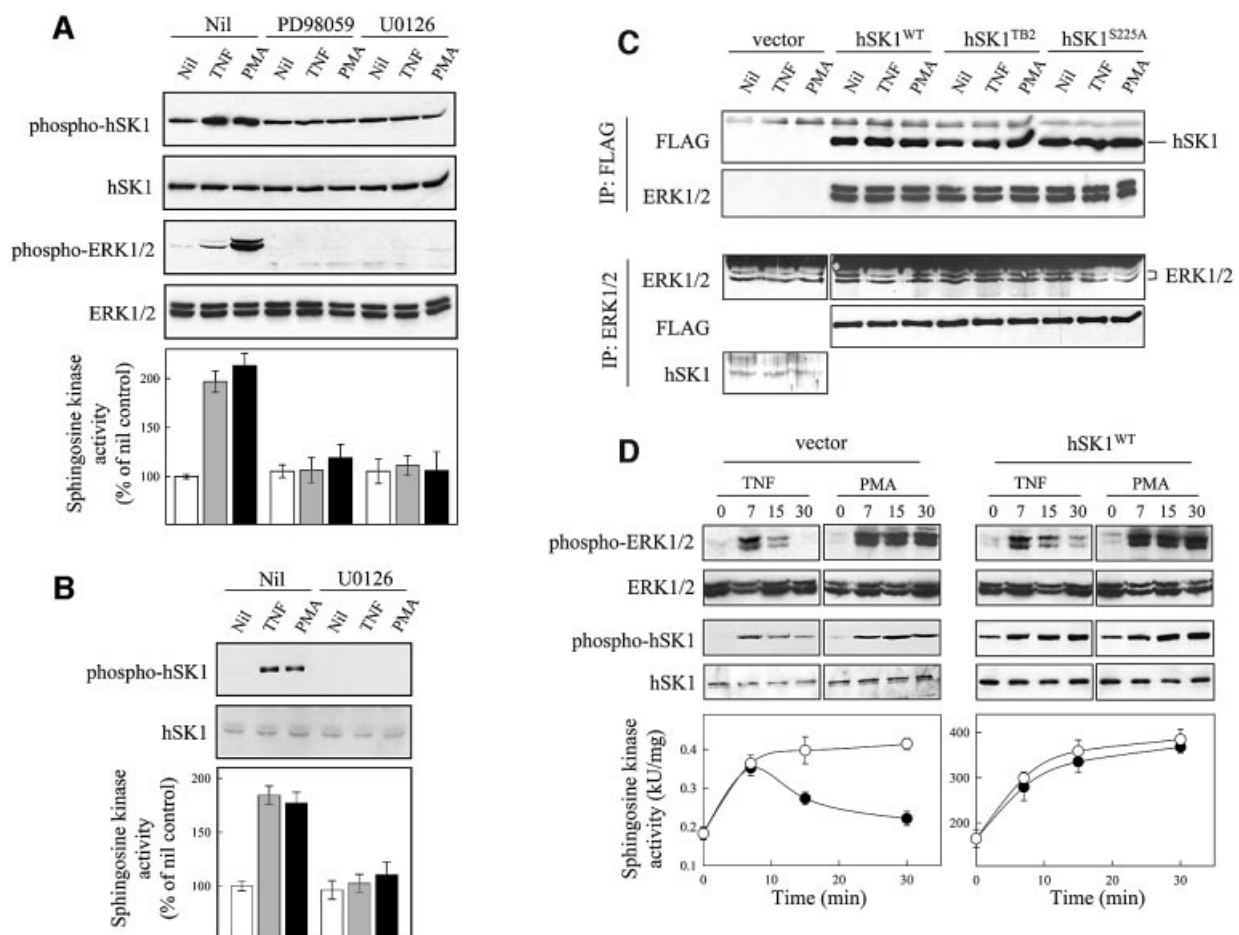 A
Nil PD98059 U0126
Nil TNF PMA Nil TNF PMA Nil TNF PMA
phospho-hSK1
hSK1
phospho-ERK1/2
ERK1/2
Sphingosine kinase
activity
(% of nil control)
200
150
100
B
Nil U0126
Nil TNF PMA Nil TNF PMA
phospho-hSK1
hSK1
Sphingosine kinase
activity
(% of nil control)
200
150
100
C
vector hSK1WT hSK1TB2 hSK1S225A
Nil TNF PMA Nil TNF PMA Nil TNF PMA Nil TNF PMA
IP: FLAG
FLAG hSK1
ERK1/2
IP: ERK1/2
ERK1/2 ERK1/2
FLAG
hSK1
D
vector hSK1WT
TNF PMA TNF PMA
0 7 15 30 0 7 15 30 0 7 15 30 0 7 15 30
phospho-ERK1/2
ERK1/2
phospho-hSK1
hSK1
Sphingosine kinase
activity (kU/mg)
0.4
0.2
0.1
400
300
200
100
0 10 20 30 0 10 20 30
Time (min) Time (min)